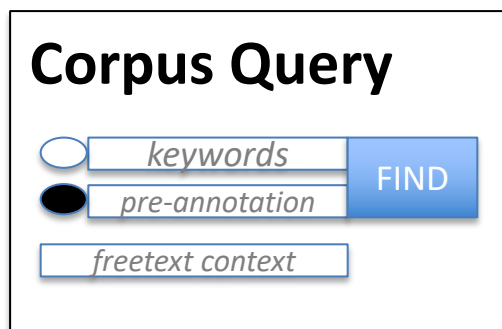 Corpus Query
keywords
FIND
pre-annotation
freetext context